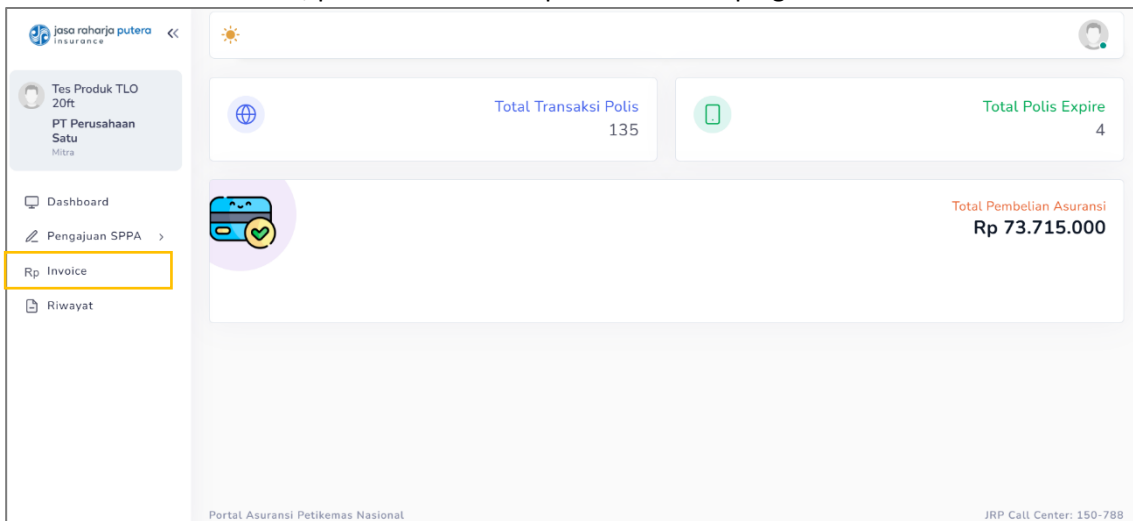 jasa raharja putera
insurance
Tes Produk TLO
20ft
PT Perusahaan
Satu
Mitra
Dashboard
Pengajuan SPPA
Rp Invoice
Riwayat
Total Transaksi Polis
135
Total Polis Expire
4
Total Pembelian Asuransi
Rp 73.715.000
Portal Asuransi Petikemas Nasional
JRP Call Center: 150-788